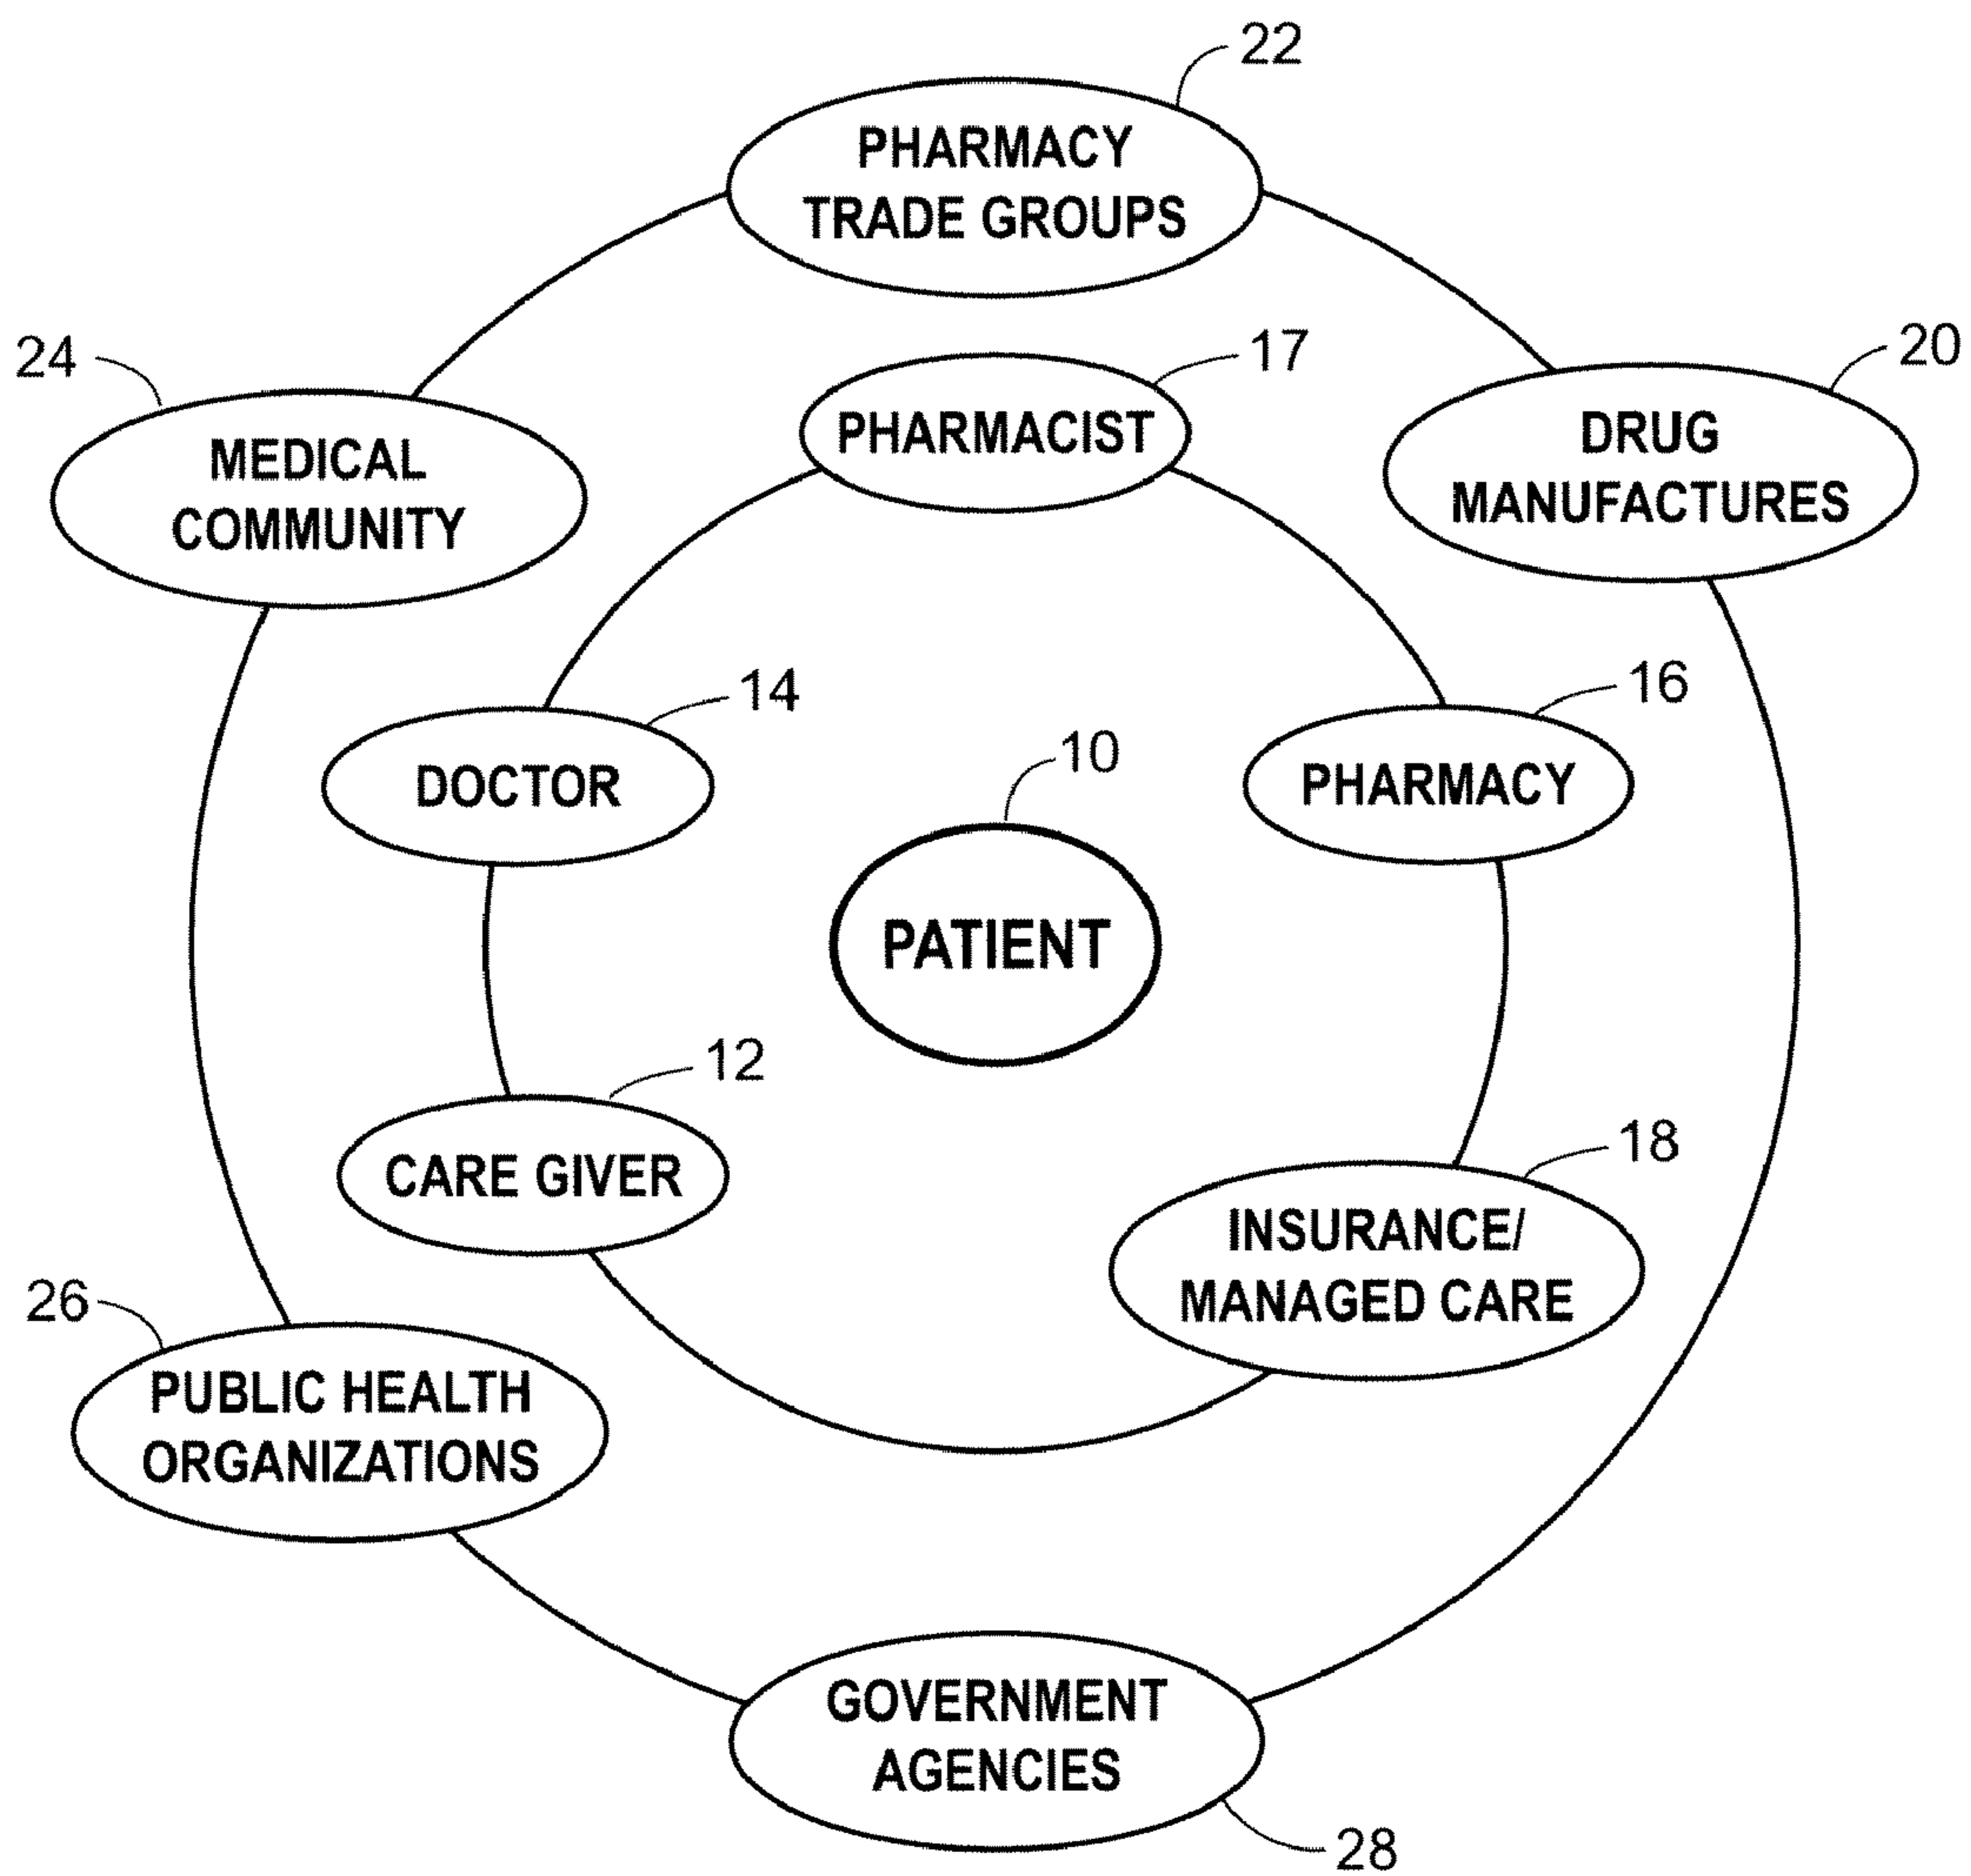 22
PHARMACY
TRADE GROUPS
24
17
20
MEDICAL
COMMUNITY
PHARMACIST
DRUG
MANUFACTURES
14
16
DOCTOR
10
PHARMACY
PATIENT
12
18
CARE GIVER
INSURANCE/
MANAGED CARE
26
PUBLIC HEALTH
ORGANIZATIONS
GOVERNMENT
AGENCIES
28